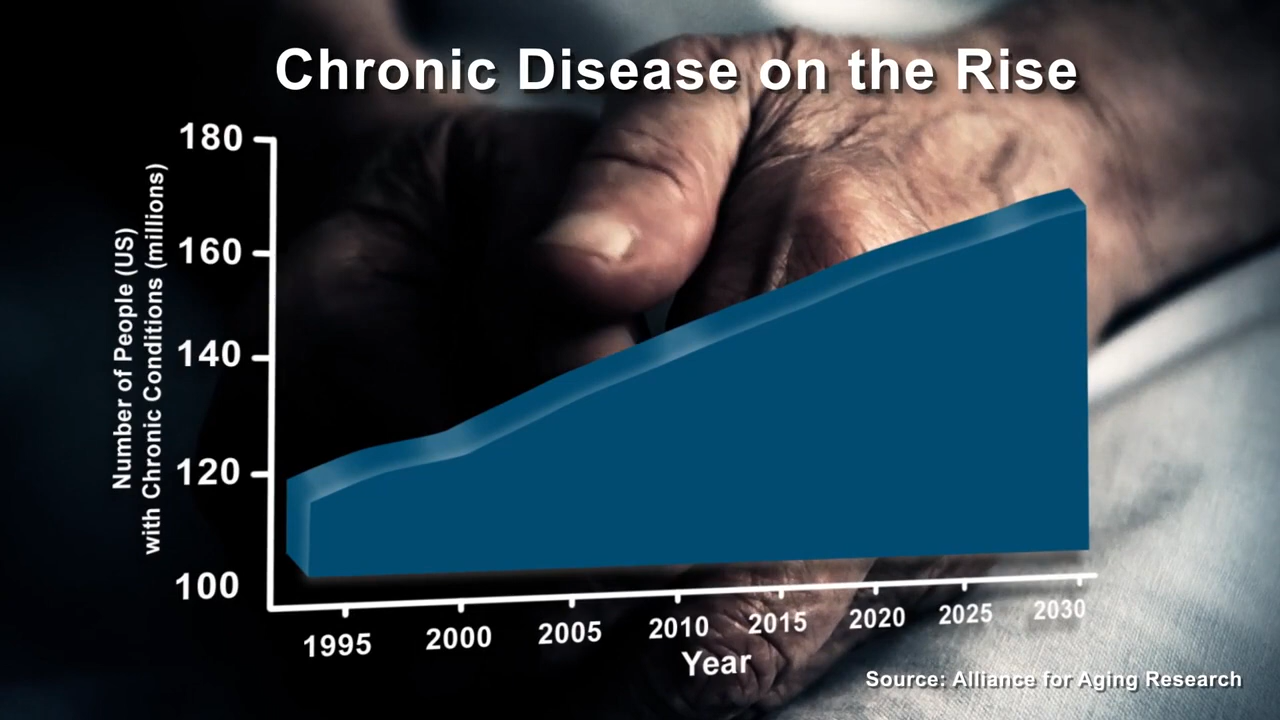 Chronic Disease on the Rise
180
160
140
120
100
Number of People (US)
with Chronic Conditions (millions)
1995 2000 2005 2010 2015 2020 2025 2030
Year
Source: Alliance for Aging Research